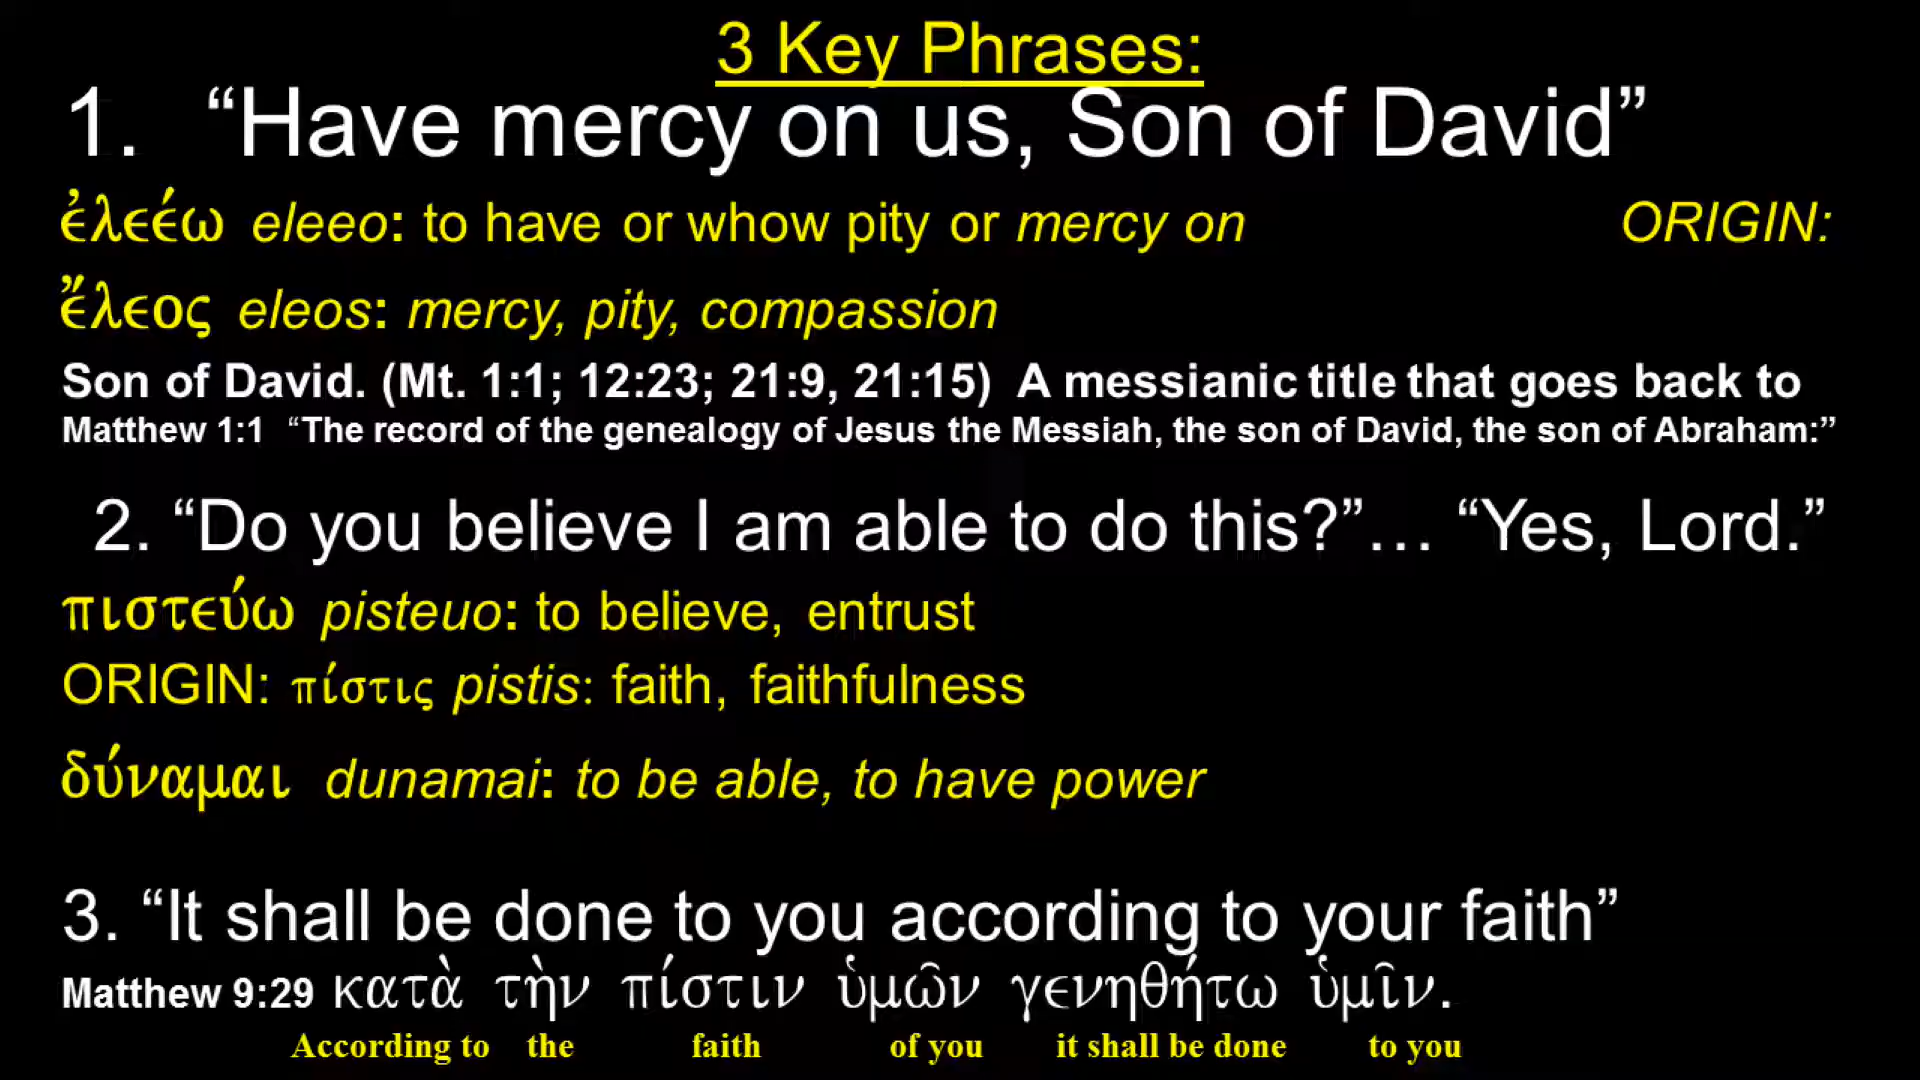 3 Key Phrases:
1. “Have mercy on us, Son of David”
ἐλεέω eleeo: to have or whow pity or mercy on ORIGIN:
ἔλεος eleos: mercy, pity, compassion
Son of David. (Mt. 1:1; 12:23; 21:9, 21:15) A messianic title that goes back to
Matthew 1:1 “The record of the genealogy of Jesus the Messiah, the son of David, the son of Abraham:”
2. “Do you believe I am able to do this?”… “Yes, Lord.”
πιστεύω pisteuo: to believe, entrust
ORIGIN: πίστις pistis: faith, faithfulness
δύναμαι dunamai: to be able, to have power
3. “It shall be done to you according to your faith”
Matthew 9:29 κατὰ τὴν πίστιν ὑμῶν γενηθήτω ὑμῖν.
According to the faith of you it shall be done to you